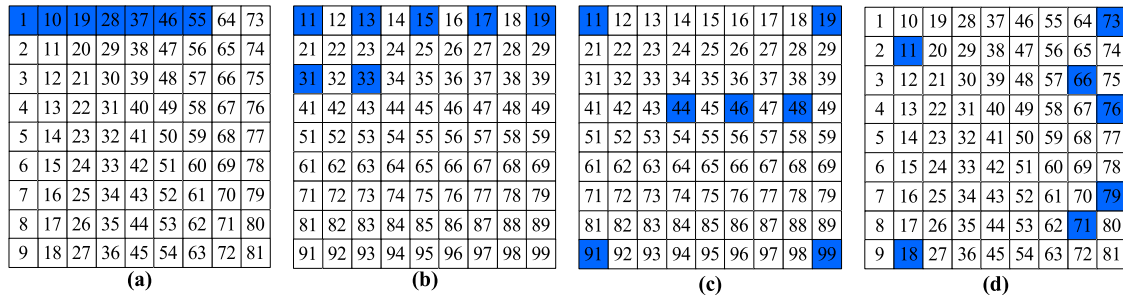 1 10 19 28 37 46 55 64 73
2 11 20 29 38 47 56 65 74
3 12 21 30 39 48 57 66 75
4 13 22 31 40 49 58 67 76
5 14 23 32 41 50 59 68 77
6 15 24 33 42 51 60 69 78
7 16 25 34 43 52 61 70 79
8 17 26 35 44 53 62 71 80
9 18 27 36 45 54 63 72 81
(a)
11 12 13 14 15 16 17 18 19
21 22 23 24 25 26 27 28 29
31 32 33 34 35 36 37 38 39
41 42 43 44 45 46 47 48 49
51 52 53 54 55 56 57 58 59
61 62 63 64 65 66 67 68 69
71 72 73 74 75 76 77 78 79
81 82 83 84 85 86 87 88 89
91 92 93 94 95 96 97 98 99
(b)
11 12 13 14 15 16 17 18 19
21 22 23 24 25 26 27 28 29
31 32 33 34 35 36 37 38 39
41 42 43 44 45 46 47 48 49
51 52 53 54 55 56 57 58 59
61 62 63 64 65 66 67 68 69
71 72 73 74 75 76 77 78 79
81 82 83 84 85 86 87 88 89
91 92 93 94 95 96 97 98 99
(c)
1 10 19 28 37 46 55 64 73
2 11 20 29 38 47 56 65 74
3 12 21 30 39 48 57 66 75
4 13 22 31 40 49 58 67 76
5 14 23 32 41 50 59 68 77
6 15 24 33 42 51 60 69 78
7 16 25 34 43 52 61 70 79
8 17 26 35 44 53 62 71 80
9 18 27 36 45 54 63 72 81
(d)